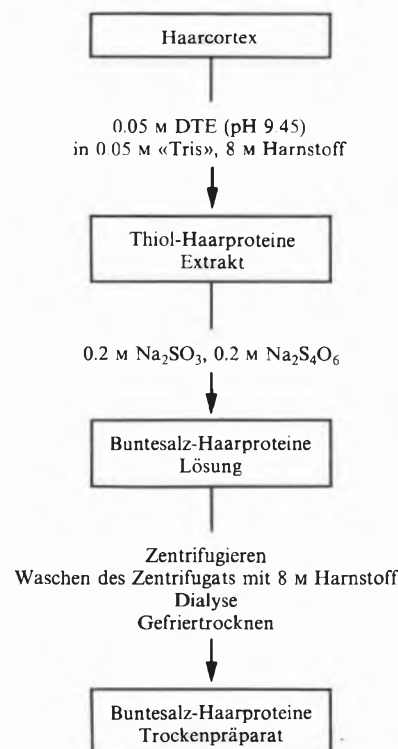 Haarcortex
0.05 M DTE (pH 9.45)
in 0.05 M «Tris», 8 M Harnstoff
Thiol-Haarproteine
Extrakt
0.2 M Na₂SO₃, 0.2 M Na₂S₄O₆
Buntesalz-Haarproteine
Lösung
Zentrifugieren
Waschen des Zentrifugats mit 8 M Harnstoff
Dialyse
Gefriertrocknen
Buntesalz-Haarproteine
Trockenpräparat